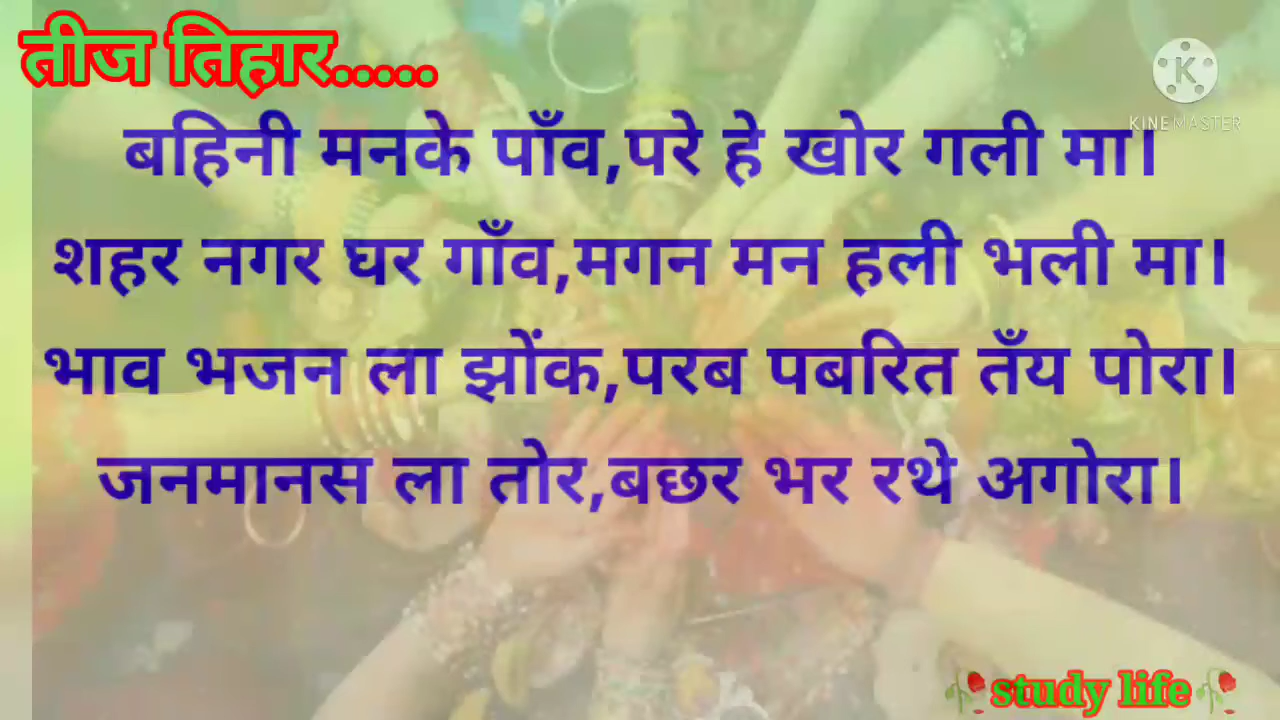 तीज तिहार.....
K
KINEMASTER
बहिनी मनके पाँव,परे हे खोर गली मा।
शहर नगर घर गाँव,मगन मन हली भली मा।
भाव भजन ला झोंक,परब पबरित तँय पोरा।
जनमानस ला तोर,बछर भर रथे अगोरा।
study life